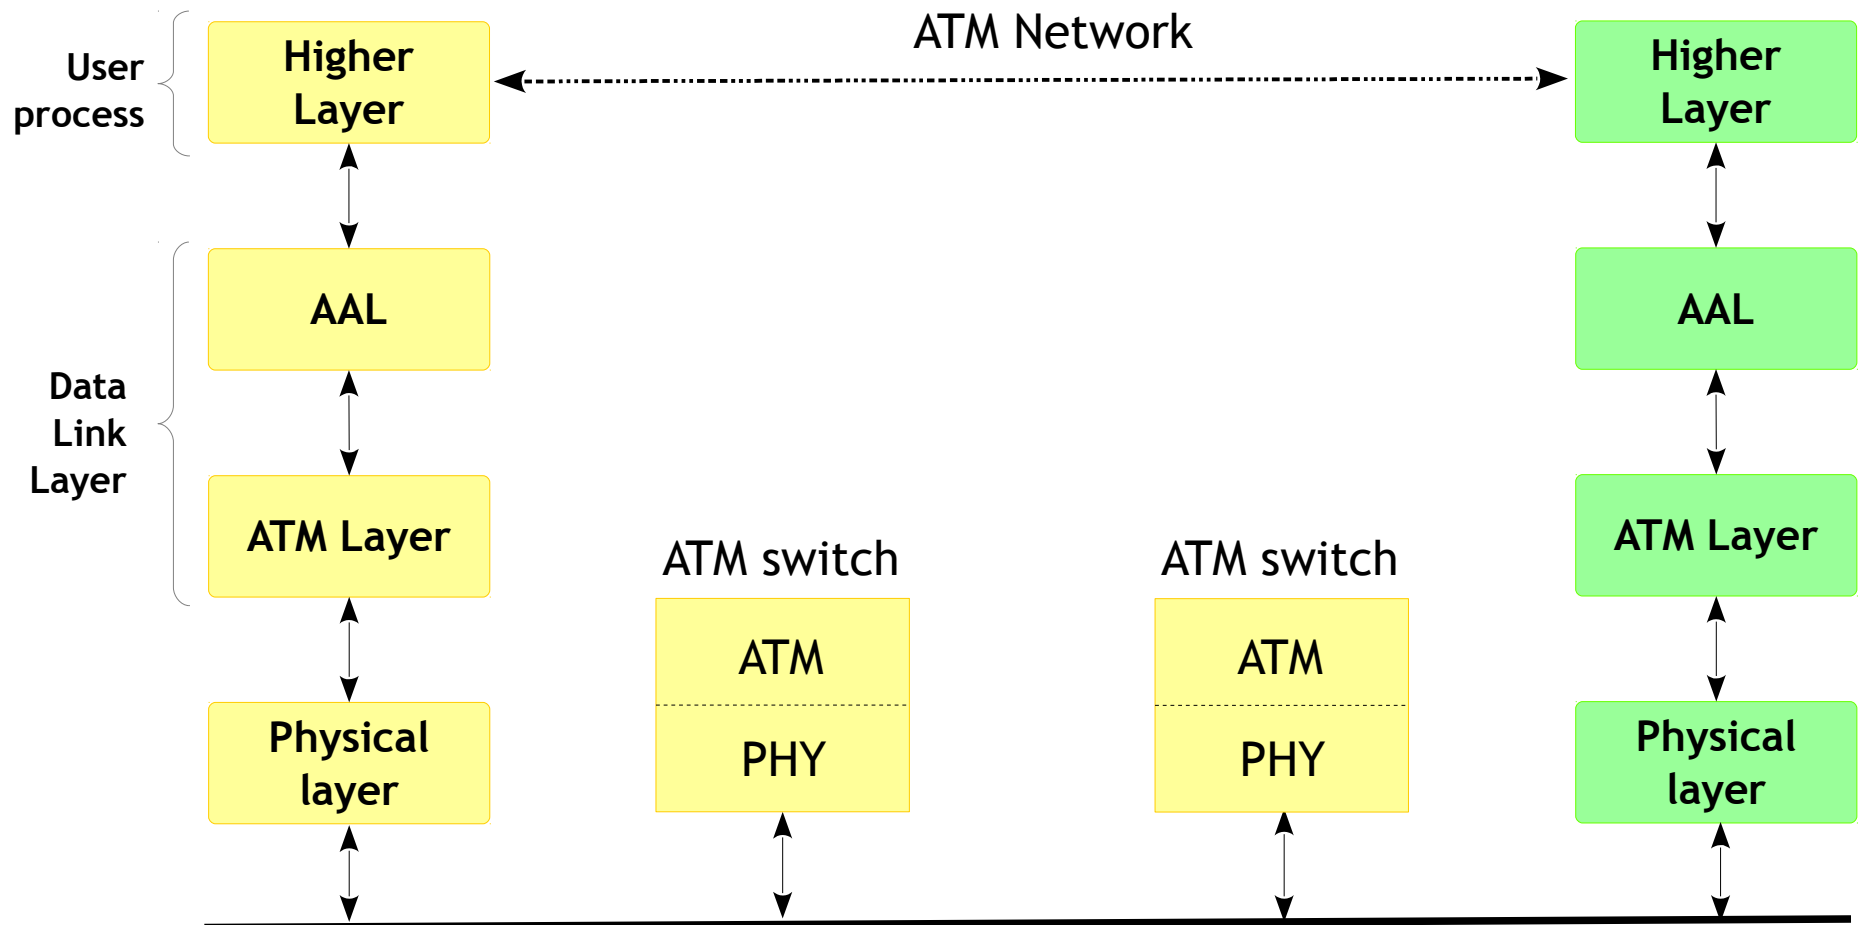 ATM Network
User
process
Higher
Layer
Higher
Layer
AAL
AAL
Data
Link
Layer
ATM Layer
ATM Layer
ATM switch
ATM switch
ATM
ATM
PHY
PHY
Physical
layer
Physical
layer